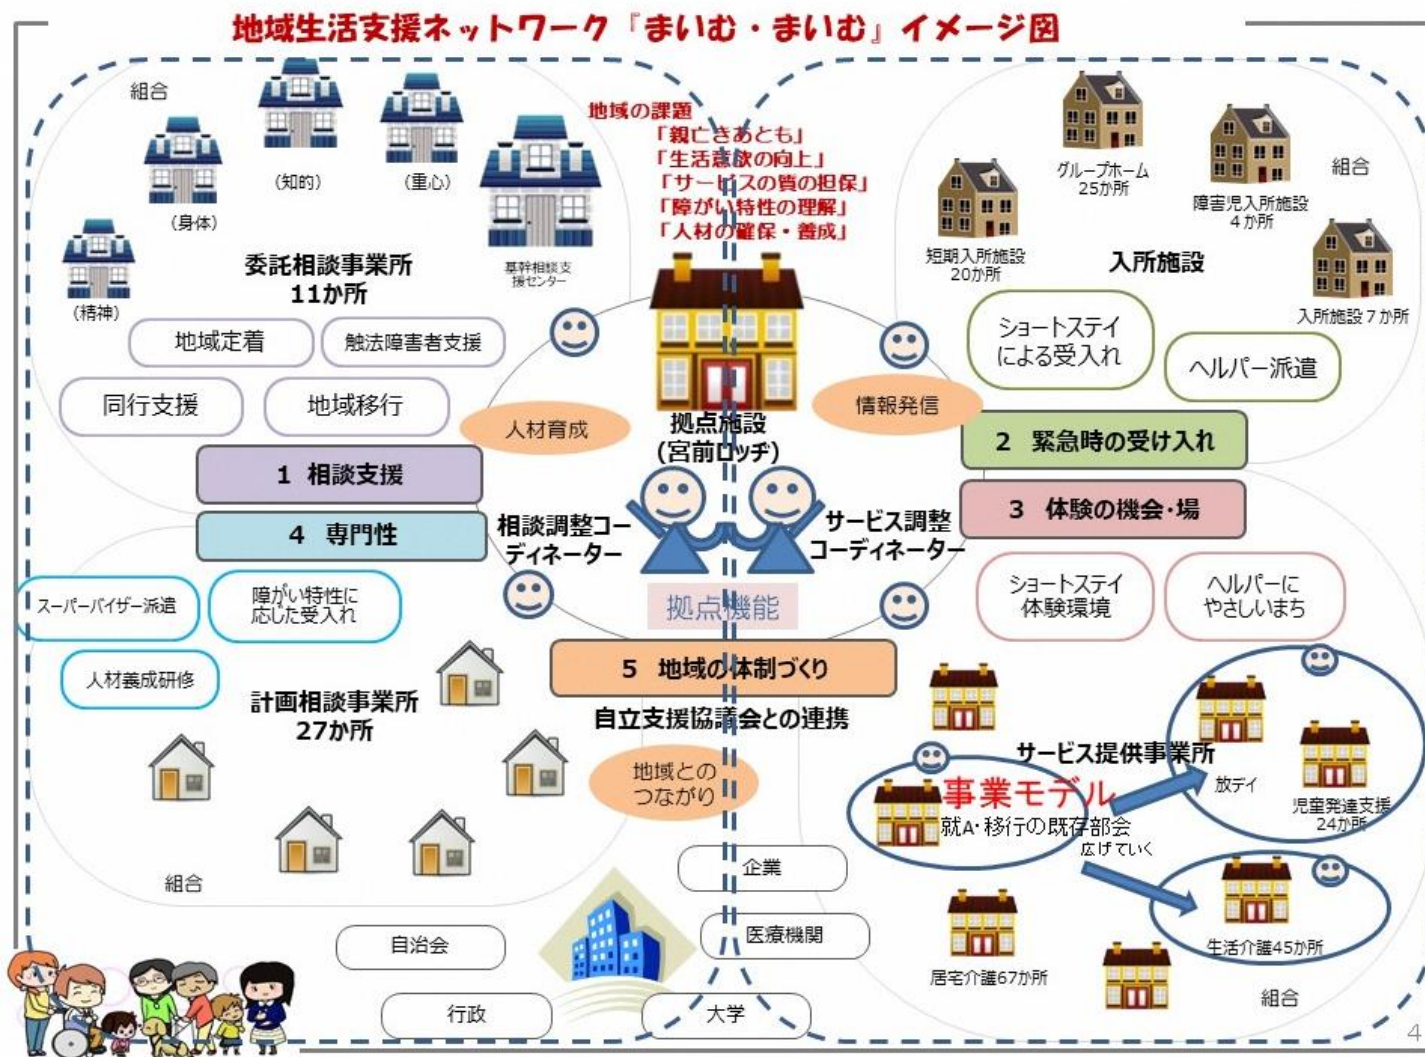 地域生活支援ネットワーク『まいむ・まいむ』イメージ図
組合
(知的)
(重心)
(身体)
(精神)
基幹相談支
援センター
委託相談事業所
11か所
地域定着
触法障害者支援
同行支援
地域移行
1 相談支援
地域の課題
「親亡きあとも」
「生活意欲の向上」
「サービスの質の担保」
「障がい特性の理解」
「人材の確保・養成」
グループホーム
25か所
障害児入所施設
4か所
組合
短期入所施設
20か所
入所施設
入所施設7か所
ショートステイ
による受入れ
ヘルパー派遣
人材育成
情報発信
拠点施設
(宮前ロッヂ)
2 緊急時の受け入れ
3 体験の機会・場
4 専門性
相談調整コー
ディネーター
サービス調整
コーディネーター
拠点機能
スーパーバイザー派遣
障がい特性に
応じた受入れ
人材養成研修
ショートステイ
体験環境
ヘルパーに
やさしいまち
5 地域の体制づくり
自立支援協議会との連携
計画相談事業所
27か所
組合
地域との
つながり
サービス提供事業所
事業モデル
就A・移行の既存部会
広げていく
放デイ
児童発達支援
24か所
生活介護45か所
居宅介護67か所
組合
企業
医療機関
自治会
行政
大学
4